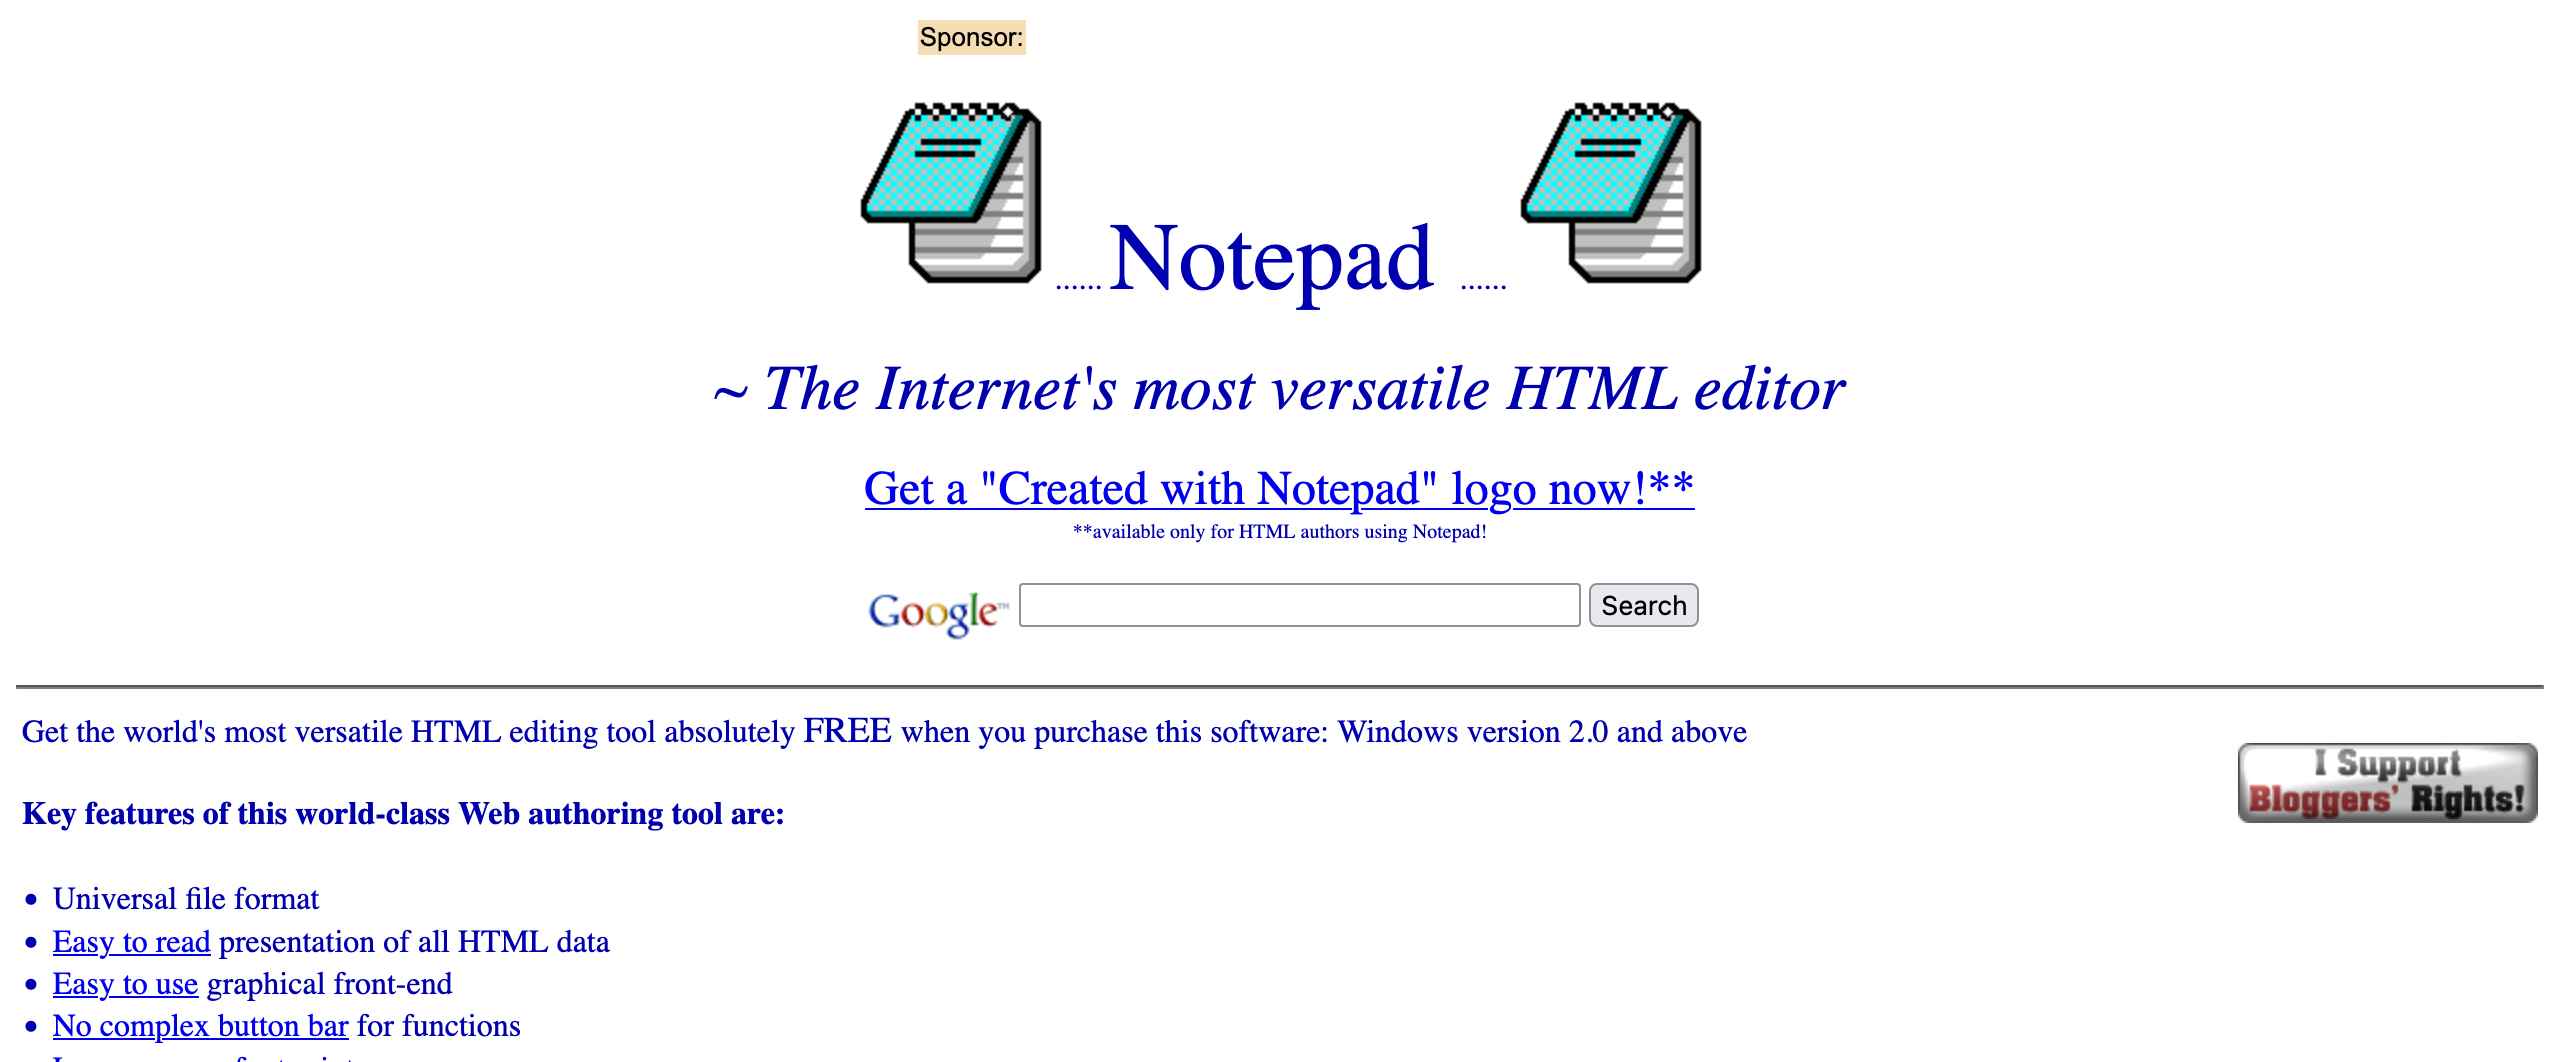 Sponsor:
...... Notepad ......
~ The Internet's most versatile HTML editor
Get a "Created with Notepad" logo now!**
**available only for HTML authors using Notepad!
Google™ Search
Get the world's most versatile HTML editing tool absolutely FREE when you purchase this software: Windows version 2.0 and above
I Support
Bloggers' Rights!
Key features of this world-class Web authoring tool are:
• Universal file format
• Easy to read presentation of all HTML data
• Easy to use graphical front-end
• No complex button bar for functions